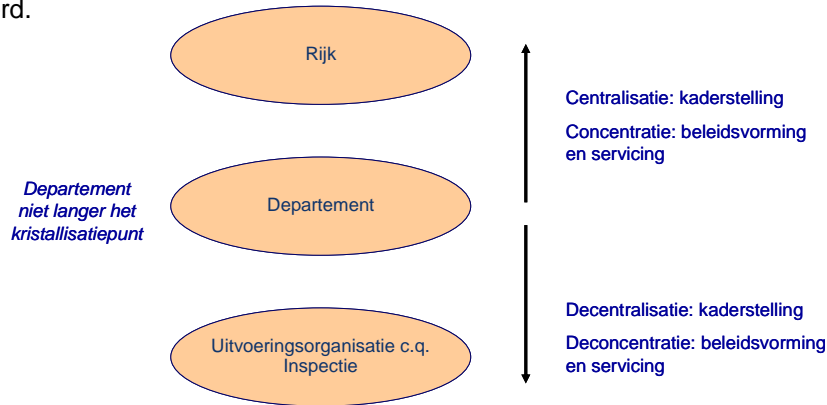 rd.
Rijk
Centralisatie: kaderstelling
Concentratie: beleidsvorming
en servicing
Departement
niet langer het
kristallisatiepunt
Departement
Decentralisatie: kaderstelling
Deconcentratie: beleidsvorming
en servicing
Uitvoeringsorganisatie c.q.
Inspectie